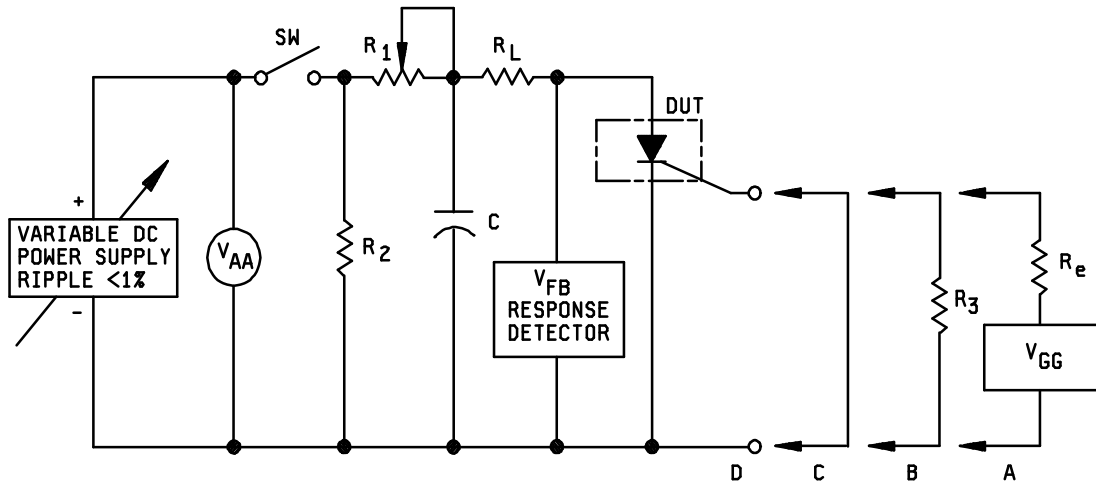 SW
R1
RL
DUT
+
VARIABLE DC
POWER SUPPLY
RIPPLE <1%
-
VAA
R2
C
VFB
RESPONSE
DETECTOR
R3
Re
VGG
D
C
B
A